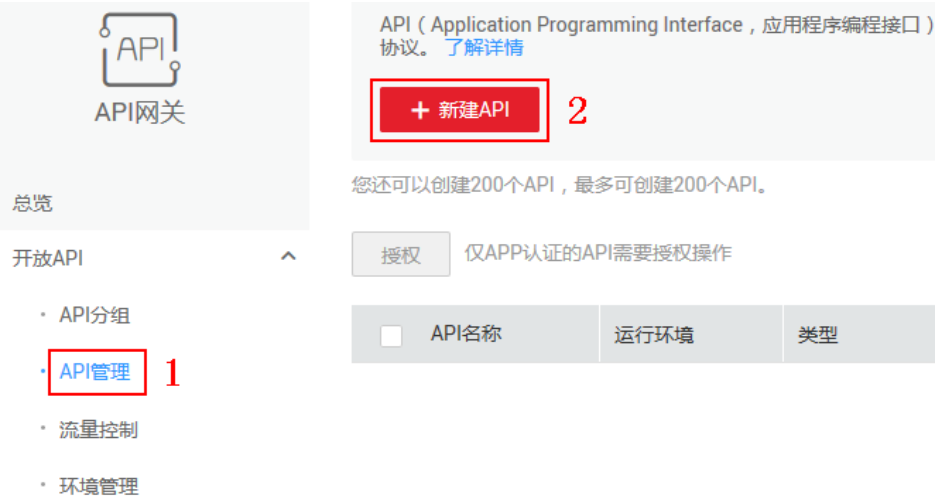 API
API网关
总览
开放API
API分组
API管理
1
流量控制
环境管理
API（Application Programming Interface，应用程序编程接口）
协议。 了解详情
+ 新建API
2
您还可以创建200个API，最多可创建200个API。
授权 仅APP认证的API需要授权操作
API名称 运行环境 类型